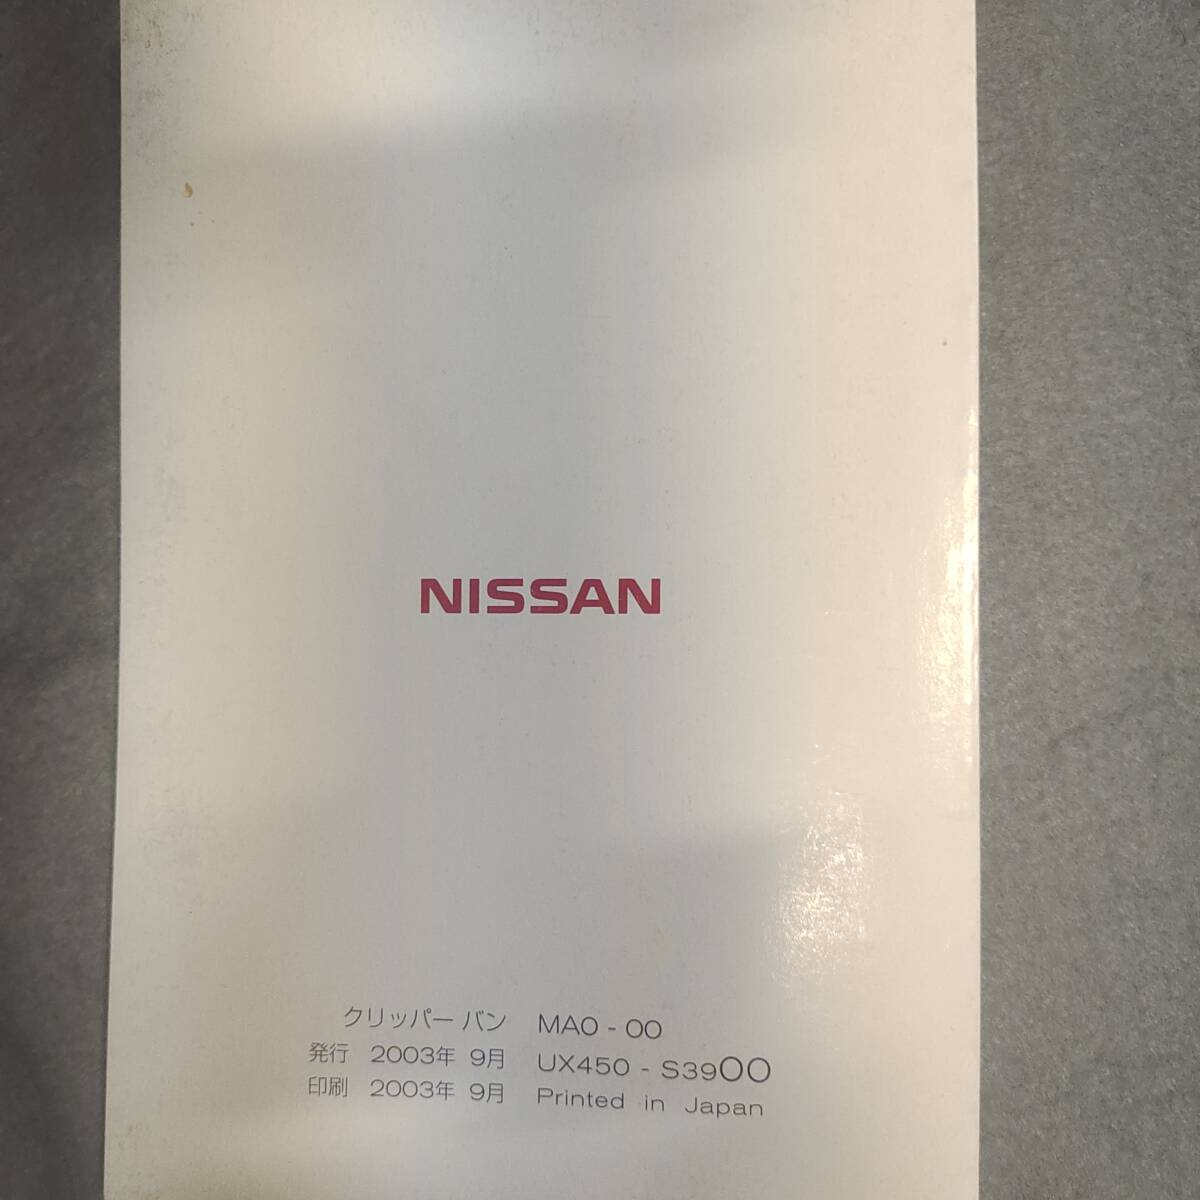 NISSAN
クリッパー バン MA0 - 00
発行 2003年 9月 UX450 - S3900
印刷 2003年 9月 Printed in Japan